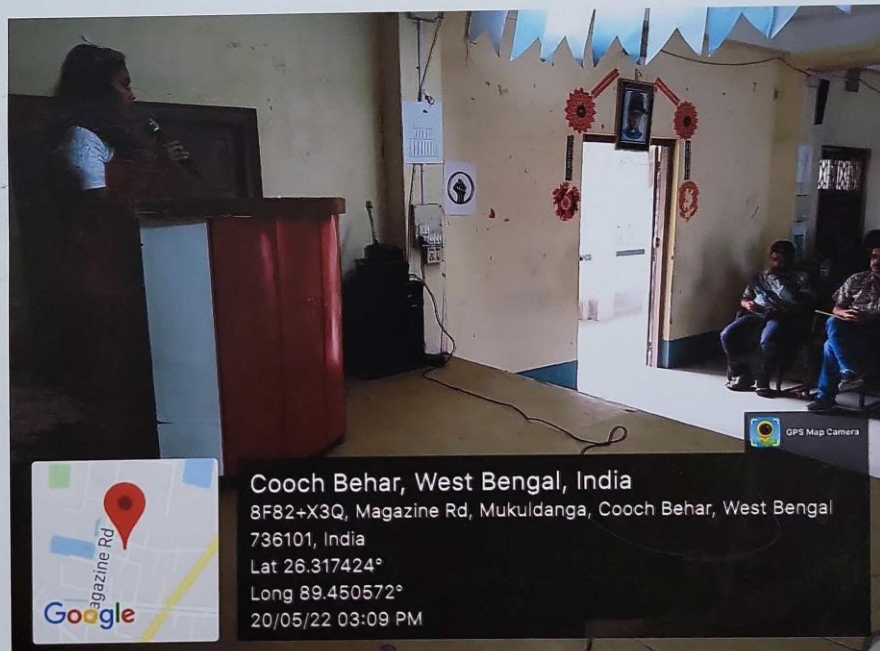 GPS Map Camera
Cooch Behar, West Bengal, India
8F82+X3Q, Magazine Rd, Mukuldanga, Cooch Behar, West Bengal
736101, India
Lat 26.317424°
Long 89.450572°
20/05/22 03:09 PM
agazine Rd
Google